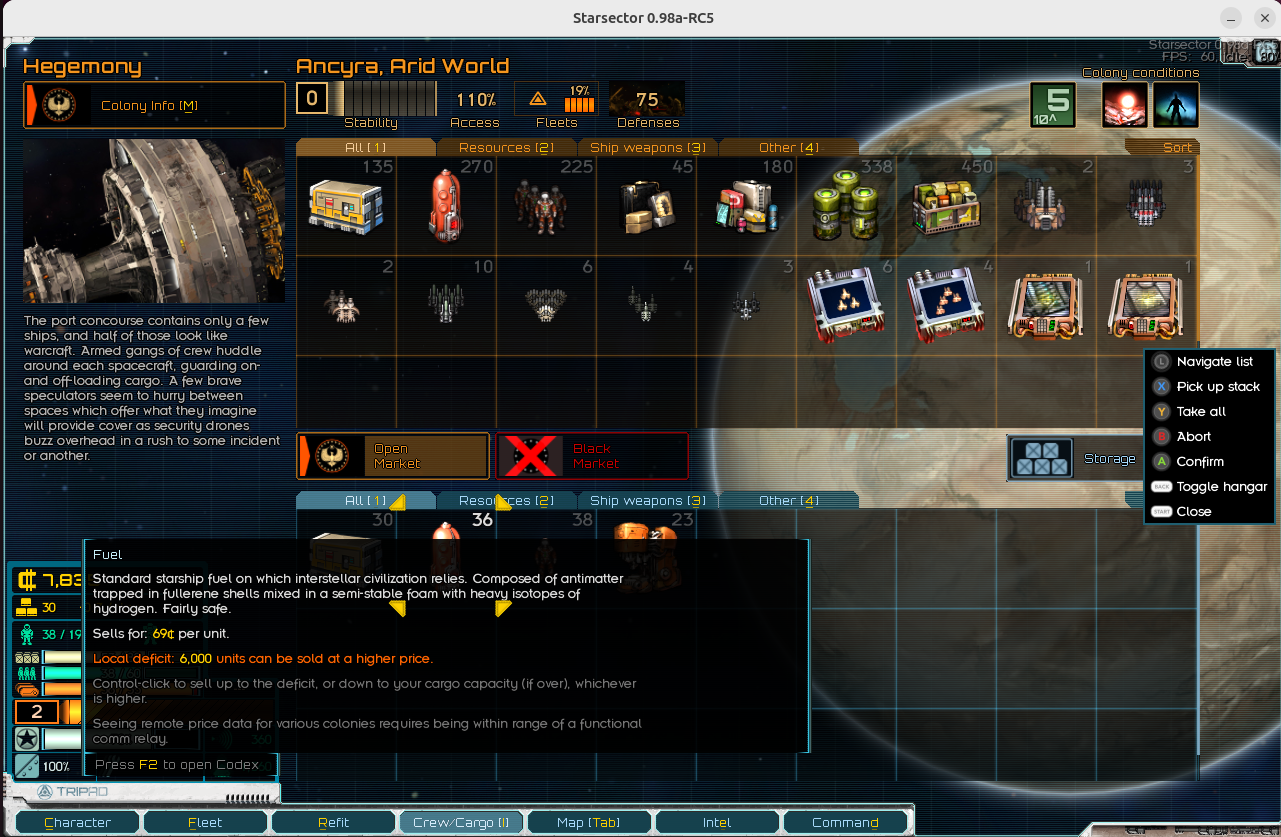 Starsector 0.98a-RC5
Hegemony
Colony Info [M]
Ancyra, Arid World
0
Stability
110%
Access
19%
Fleets
75
Defenses
Colony conditions
5
10^
All [1]
Resources [2]
Ship weapons [3]
Other [4]
Sort
135
270
225
45
180
338
450
2
3
2
10
6
4
3
6
4
1
1
The port concourse contains only a few
ships, and half of those look like
warcraft. Armed gangs of crew huddle
around each spacecraft, guarding on-
and off-loading cargo. A few brave
speculators seem to hurry between
spaces which offer what they imagine
will provide cover as security drones
buzz overhead in a rush to some incident
or another.
Open
Market
Black
Market
Storage
Navigate list
Pick up stack
Take all
Abort
Confirm
Toggle hangar
Close
All [1]
Resources [2]
Ship weapons [3]
Other [4]
30
36
38
23
Fuel
Standard starship fuel on which interstellar civilization relies. Composed of antimatter
trapped in fullerene shells mixed in a semi-stable foam with heavy isotopes of
hydrogen. Fairly safe.
Sells for: 69¢ per unit.
Local deficit: 6,000 units can be sold at a higher price.
Control-click to sell up to the deficit, or down to your cargo capacity (if over), whichever
is higher.
Seeing remote price data for various colonies requires being within range of a functional
comm relay.
Press F2 to open Codex
30
2
100%
TRIPAD
Character
Fleet
Refit
Crew/Cargo [I]
Map [Tab]
Intel
Command